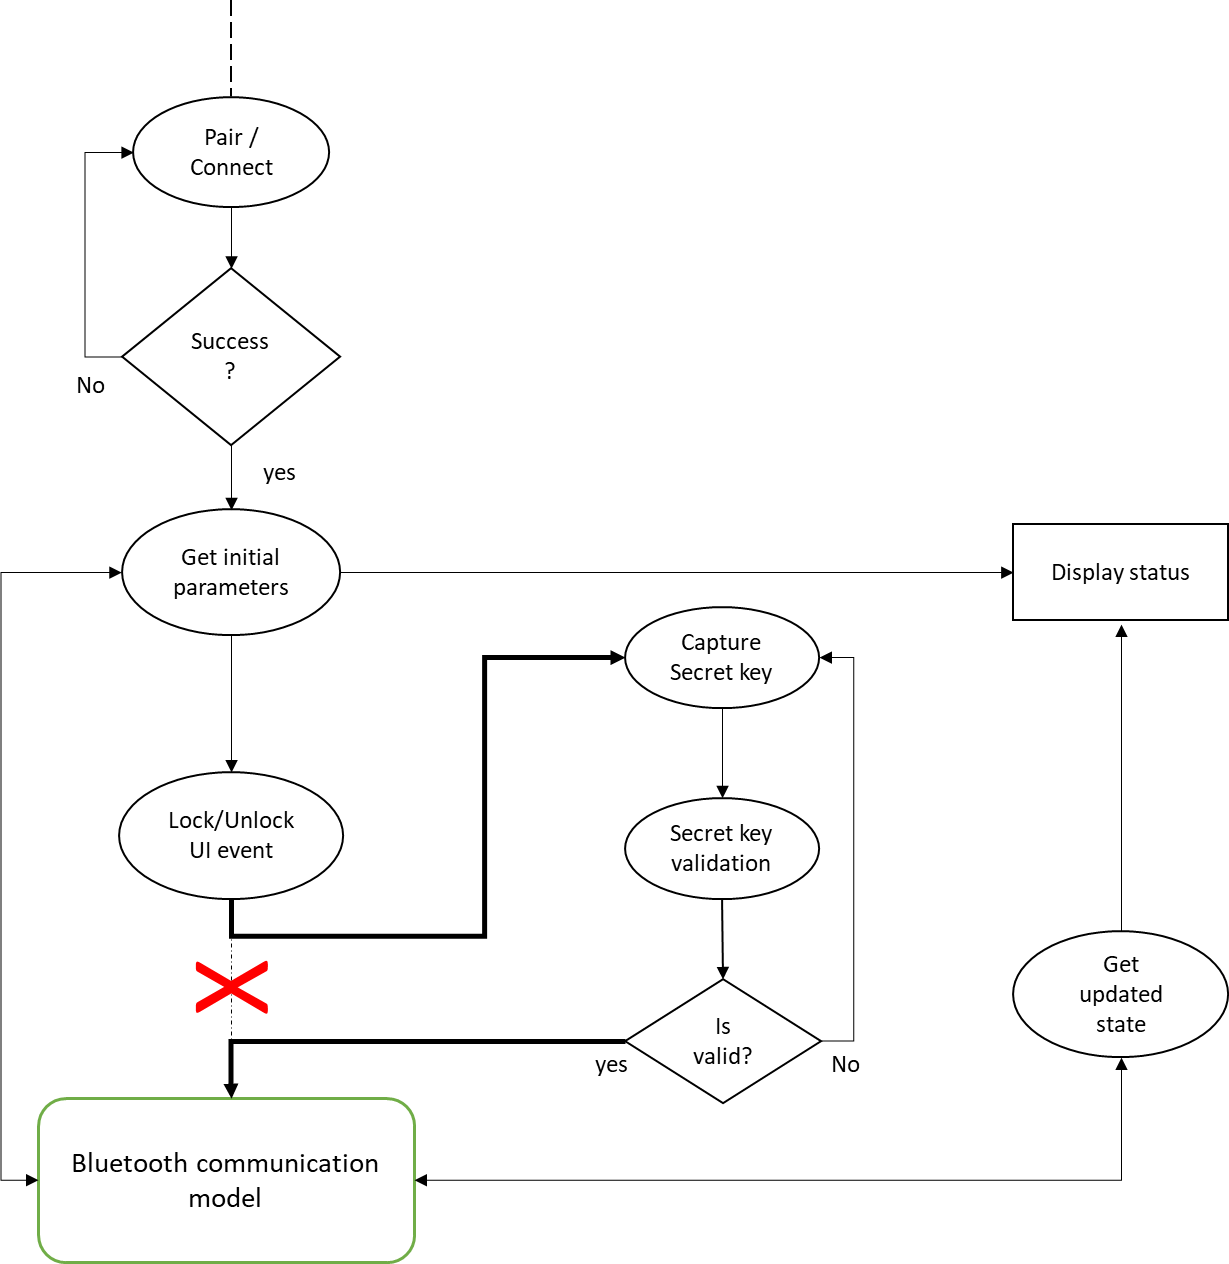 Pair /
Connect
Success
?
No
yes
Get initial
parameters
Display status
Capture
Secret key
Lock/Unlock
UI event
Secret key
validation
Get
updated
state
Is
valid?
yes
No
Bluetooth communication
model